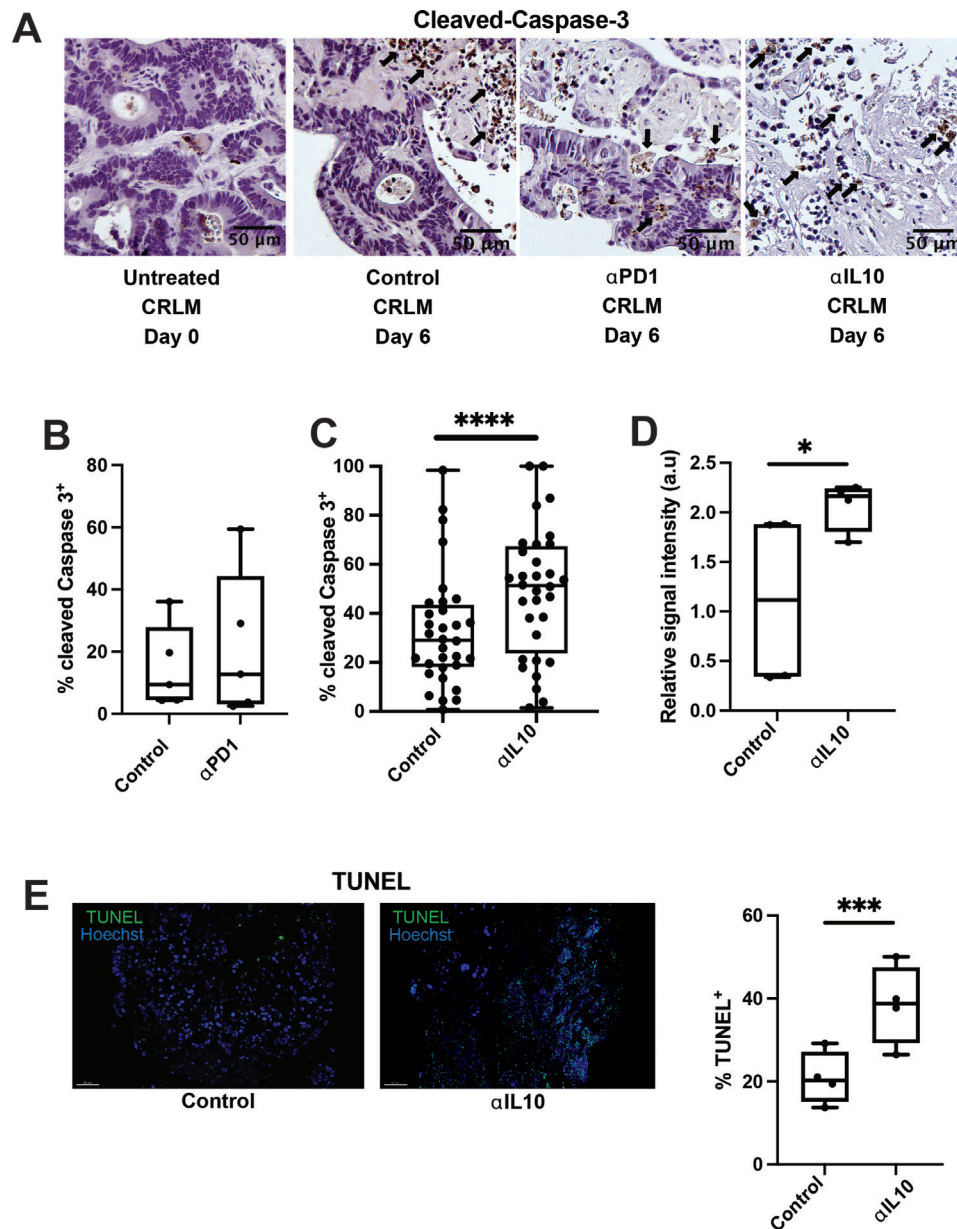 A
Cleaved-Caspase-3
50 µm
50 µm
50 µm
50 µm
Untreated
CRLM
Day 0
Control
CRLM
Day 6
αPD1
CRLM
Day 6
αIL10
CRLM
Day 6
B
% cleaved Caspase 3+
80
60
40
20
0
Control
αPD1
C
****
% cleaved Caspase 3+
100
80
60
40
20
0
Control
αIL10
D
*
Relative signal intensity (a.u)
2.5
2.0
1.5
1.0
0.5
0.0
Control
αIL10
E
TUNEL
TUNEL
Hoechst
Control
TUNEL
Hoechst
αIL10
***
% TUNEL+
60
40
20
0
Control
αIL10